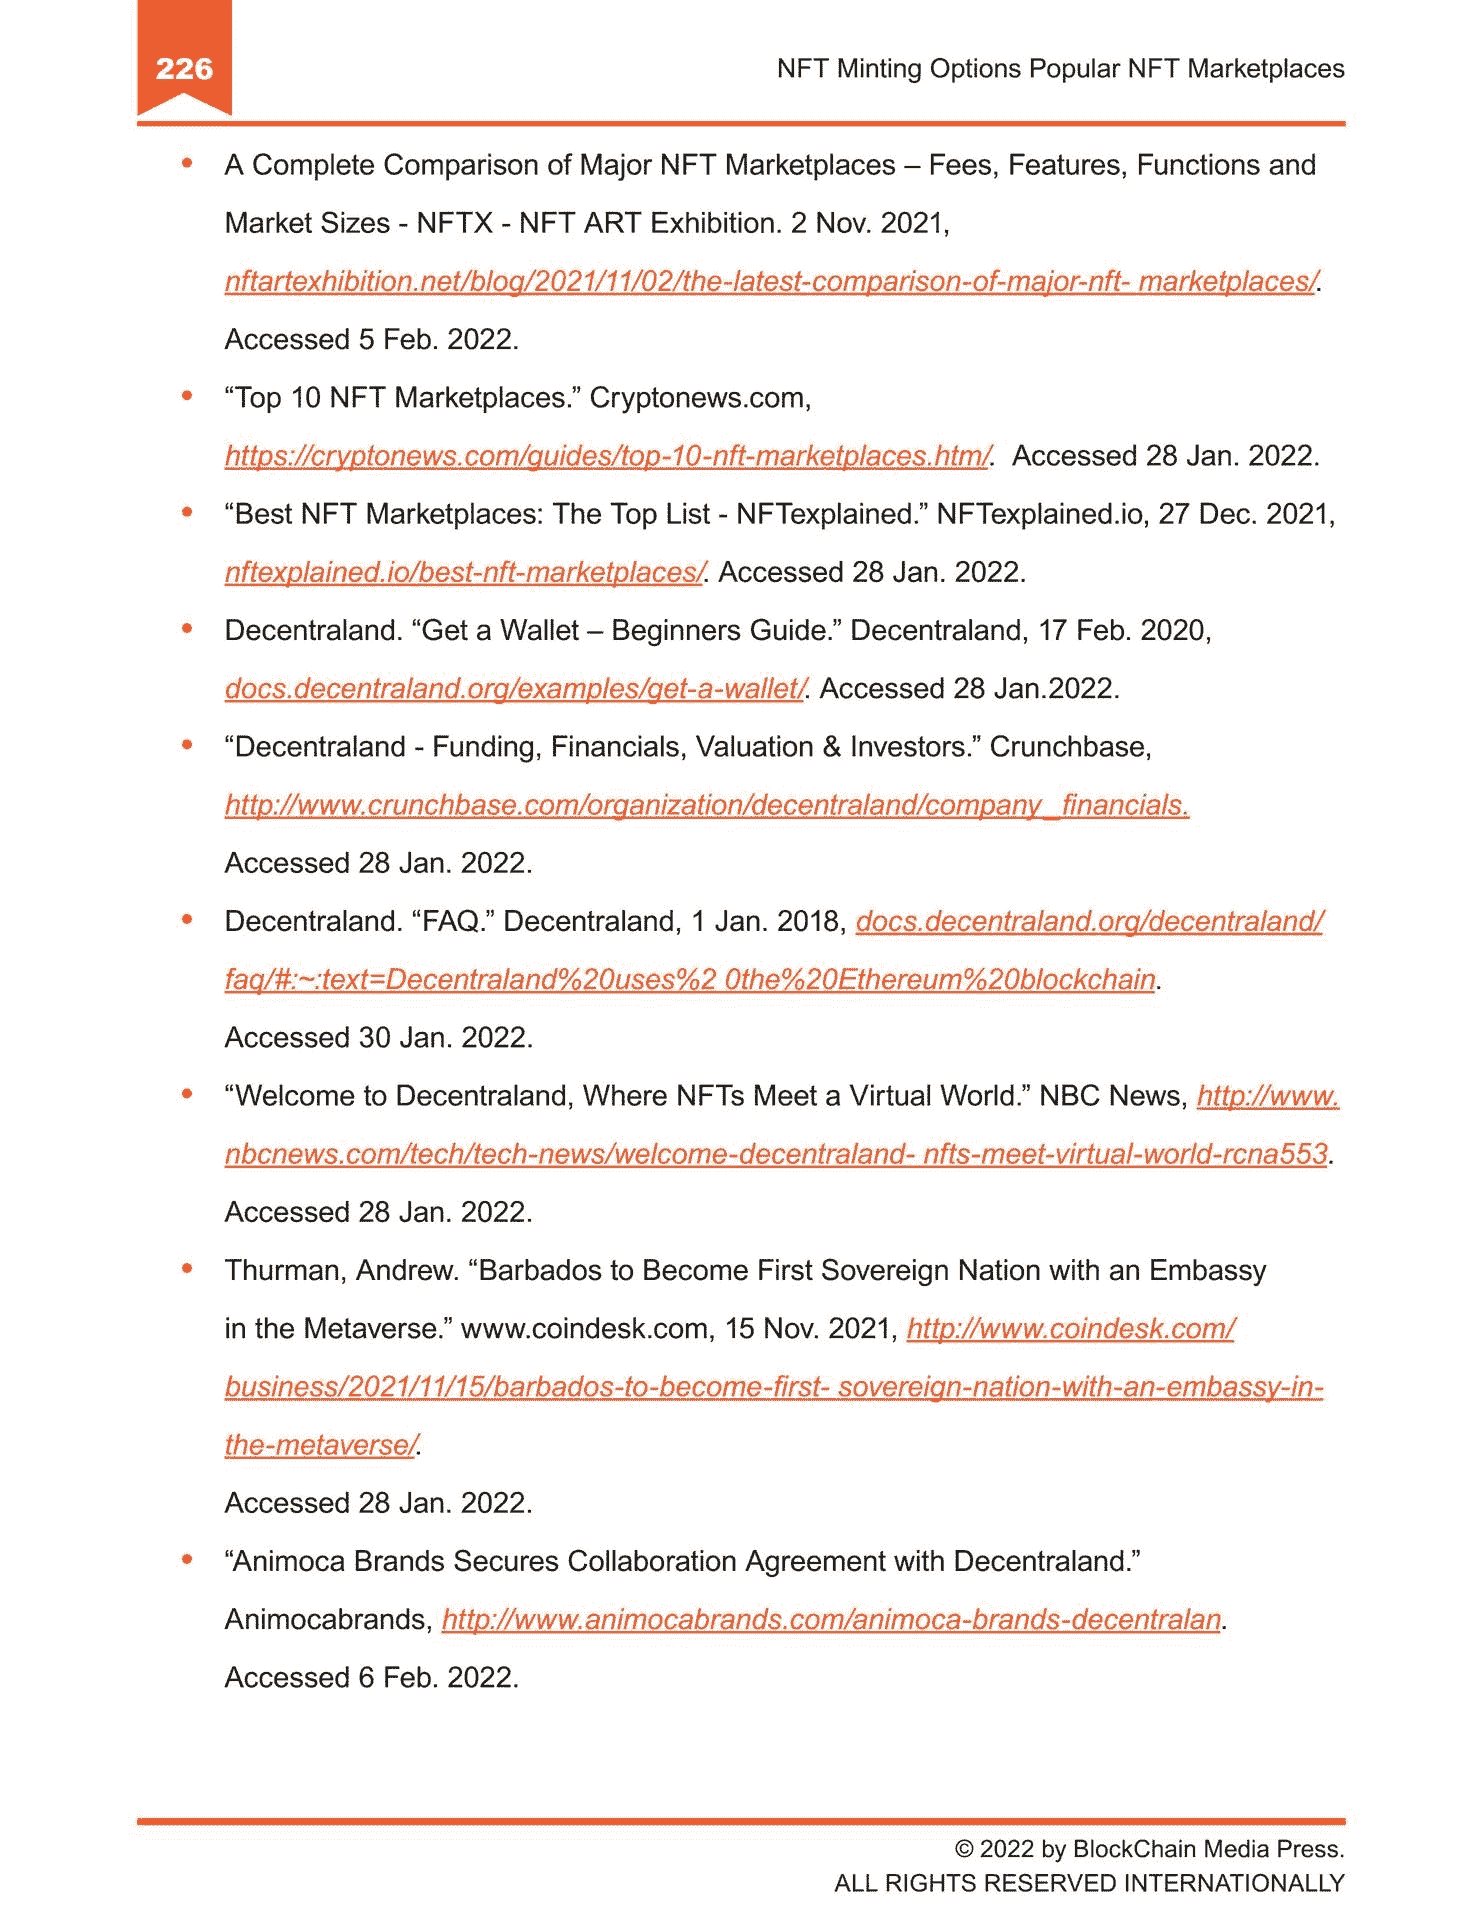 226
NFT Minting Options Popular NFT Marketplaces
• A Complete Comparison of Major NFT Marketplaces – Fees, Features, Functions and
Market Sizes - NFTX - NFT ART Exhibition. 2 Nov. 2021,
nftartexhibition.net/blog/2021/11/02/the-latest-comparison-of-major-nft- marketplaces/.
Accessed 5 Feb. 2022.
• “Top 10 NFT Marketplaces.” Cryptonews.com,
https://cryptonews.com/guides/top-10-nft-marketplaces.htm/. Accessed 28 Jan. 2022.
• “Best NFT Marketplaces: The Top List - NFTexplained.” NFTexplained.io, 27 Dec. 2021,
nftexplained.io/best-nft-marketplaces/. Accessed 28 Jan. 2022.
• Decentraland. “Get a Wallet – Beginners Guide.” Decentraland, 17 Feb. 2020,
docs.decentraland.org/examples/get-a-wallet/. Accessed 28 Jan.2022.
• “Decentraland - Funding, Financials, Valuation & Investors.” Crunchbase,
http://www.crunchbase.com/organization/decentraland/company_financials.
Accessed 28 Jan. 2022.
• Decentraland. “FAQ.” Decentraland, 1 Jan. 2018, docs.decentraland.org/decentraland/
faq/#:~:text=Decentraland%20uses%2 0the%20Ethereum%20blockchain.
Accessed 30 Jan. 2022.
• “Welcome to Decentraland, Where NFTs Meet a Virtual World.” NBC News, http://www.
nbcnews.com/tech/tech-news/welcome-decentraland- nfts-meet-virtual-world-rcna553.
Accessed 28 Jan. 2022.
• Thurman, Andrew. “Barbados to Become First Sovereign Nation with an Embassy
in the Metaverse.” www.coindesk.com, 15 Nov. 2021, http://www.coindesk.com/
business/2021/11/15/barbados-to-become-first- sovereign-nation-with-an-embassy-in-
the-metaverse/.
Accessed 28 Jan. 2022.
• “Animoca Brands Secures Collaboration Agreement with Decentraland.”
Animocabrands, http://www.animocabrands.com/animoca-brands-decentralan.
Accessed 6 Feb. 2022.
© 2022 by BlockChain Media Press.
ALL RIGHTS RESERVED INTERNATIONALLY